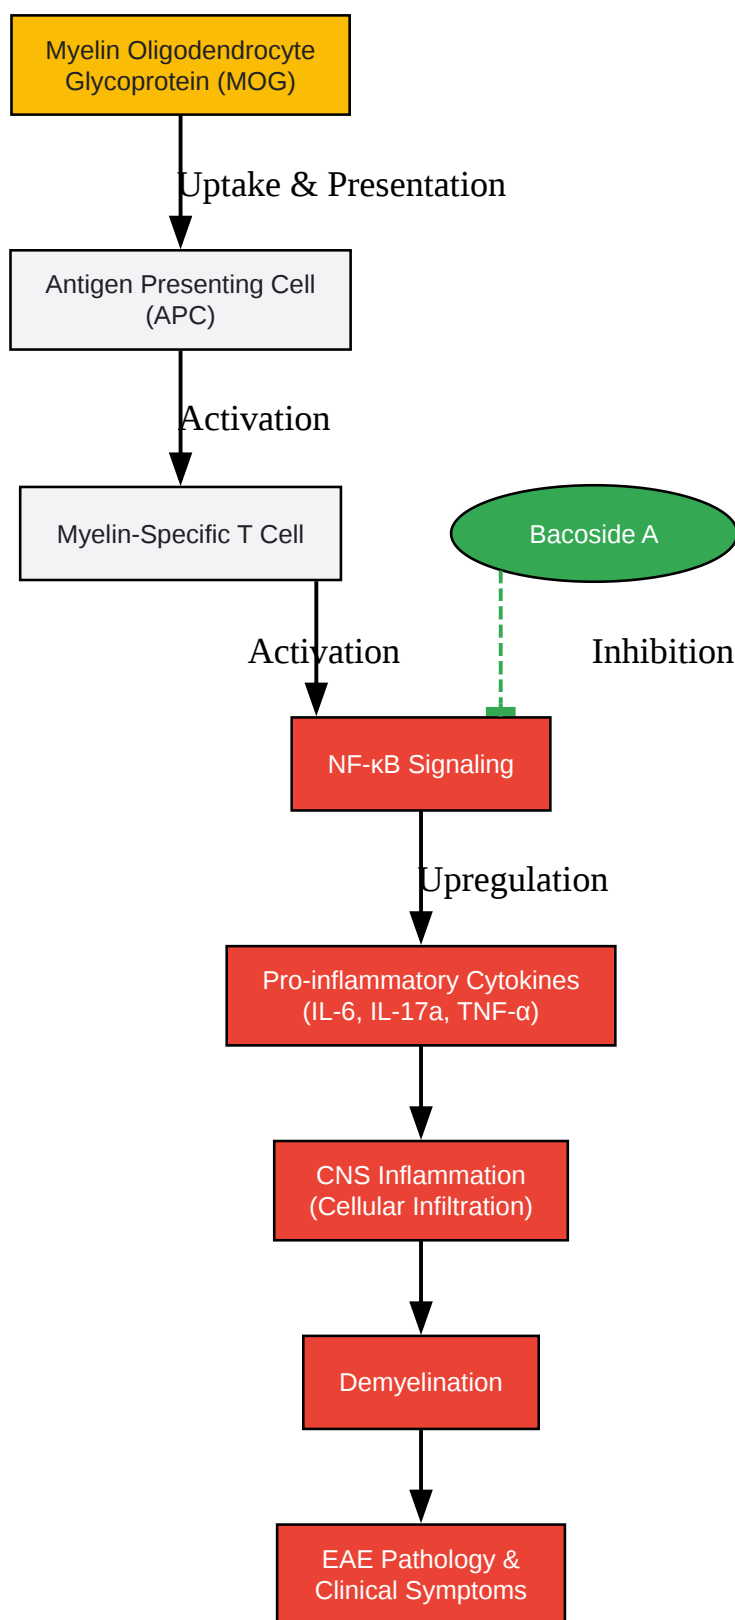 Myelin Oligodendrocyte
Glycoprotein (MOG)
Uptake & Presentation
Antigen Presenting Cell
(APC)
Activation
Myelin-Specific T Cell
Bacoside A
Activation
Inhibition
NF-κB Signaling
Upregulation
Pro-inflammatory Cytokines
(IL-6, IL-17a, TNF-α)
CNS Inflammation
(Cellular Infiltration)
Demyelination
EAE Pathology &
Clinical Symptoms